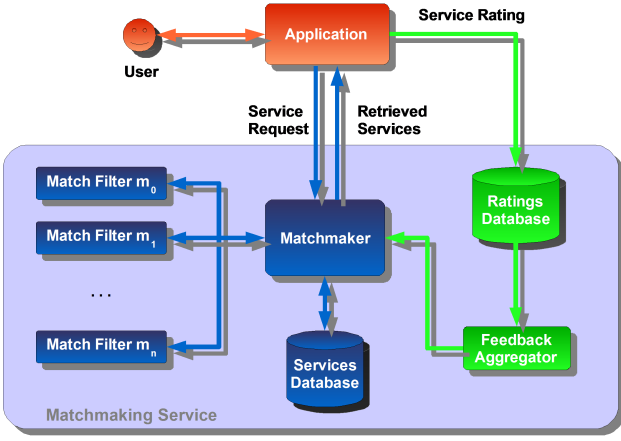 Service Rating
Application
User
Service
Request
Retrieved
Services
Match Filter m0
Ratings
Database
Matchmaker
Match Filter m1
...
Match Filter mn
Feedback
Aggregator
Services
Database
Matchmaking Service